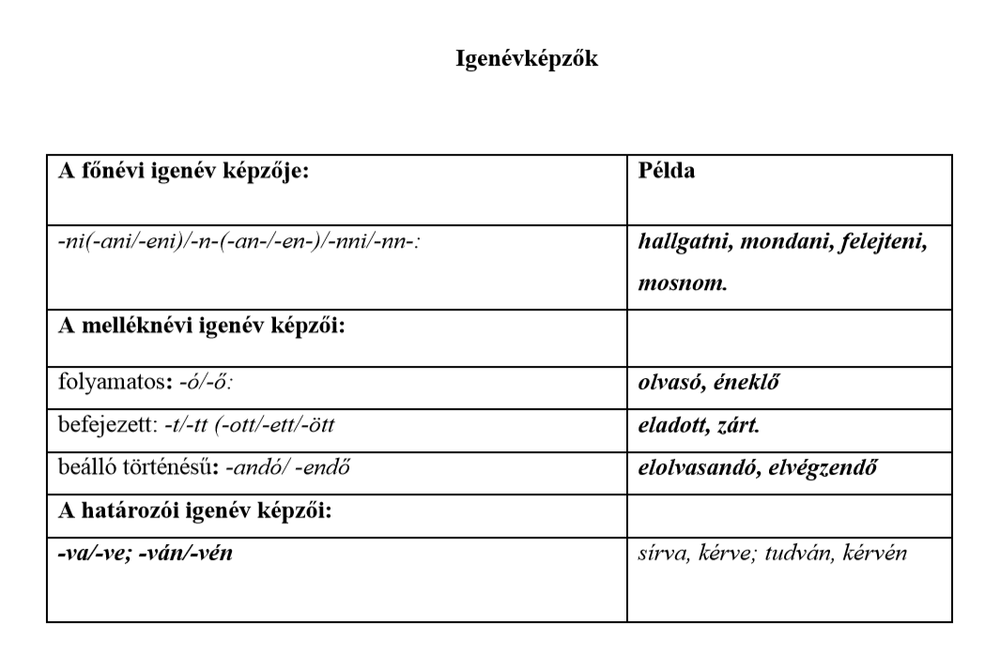 Igenévképzők
A főnévi igenév képzője:
Példa
-ni(-ani/-eni)/-n-(-an-/-en-)/-nni/-nn-:
hallgatni, mondani, felejteni,
mosnom.
A melléknévi igenév képzői:
folyamatos: -ó/-ő:
olvasó, éneklő
befejezett: -t/-tt (-ott/-ett/-ött
eladott, zárt.
beálló történésű: -andó/ -endő
elolvasandó, elvégzendő
A határozói igenév képzői:
-va/-ve; -ván/-vén
sírva, kérve; tudván, kérvén